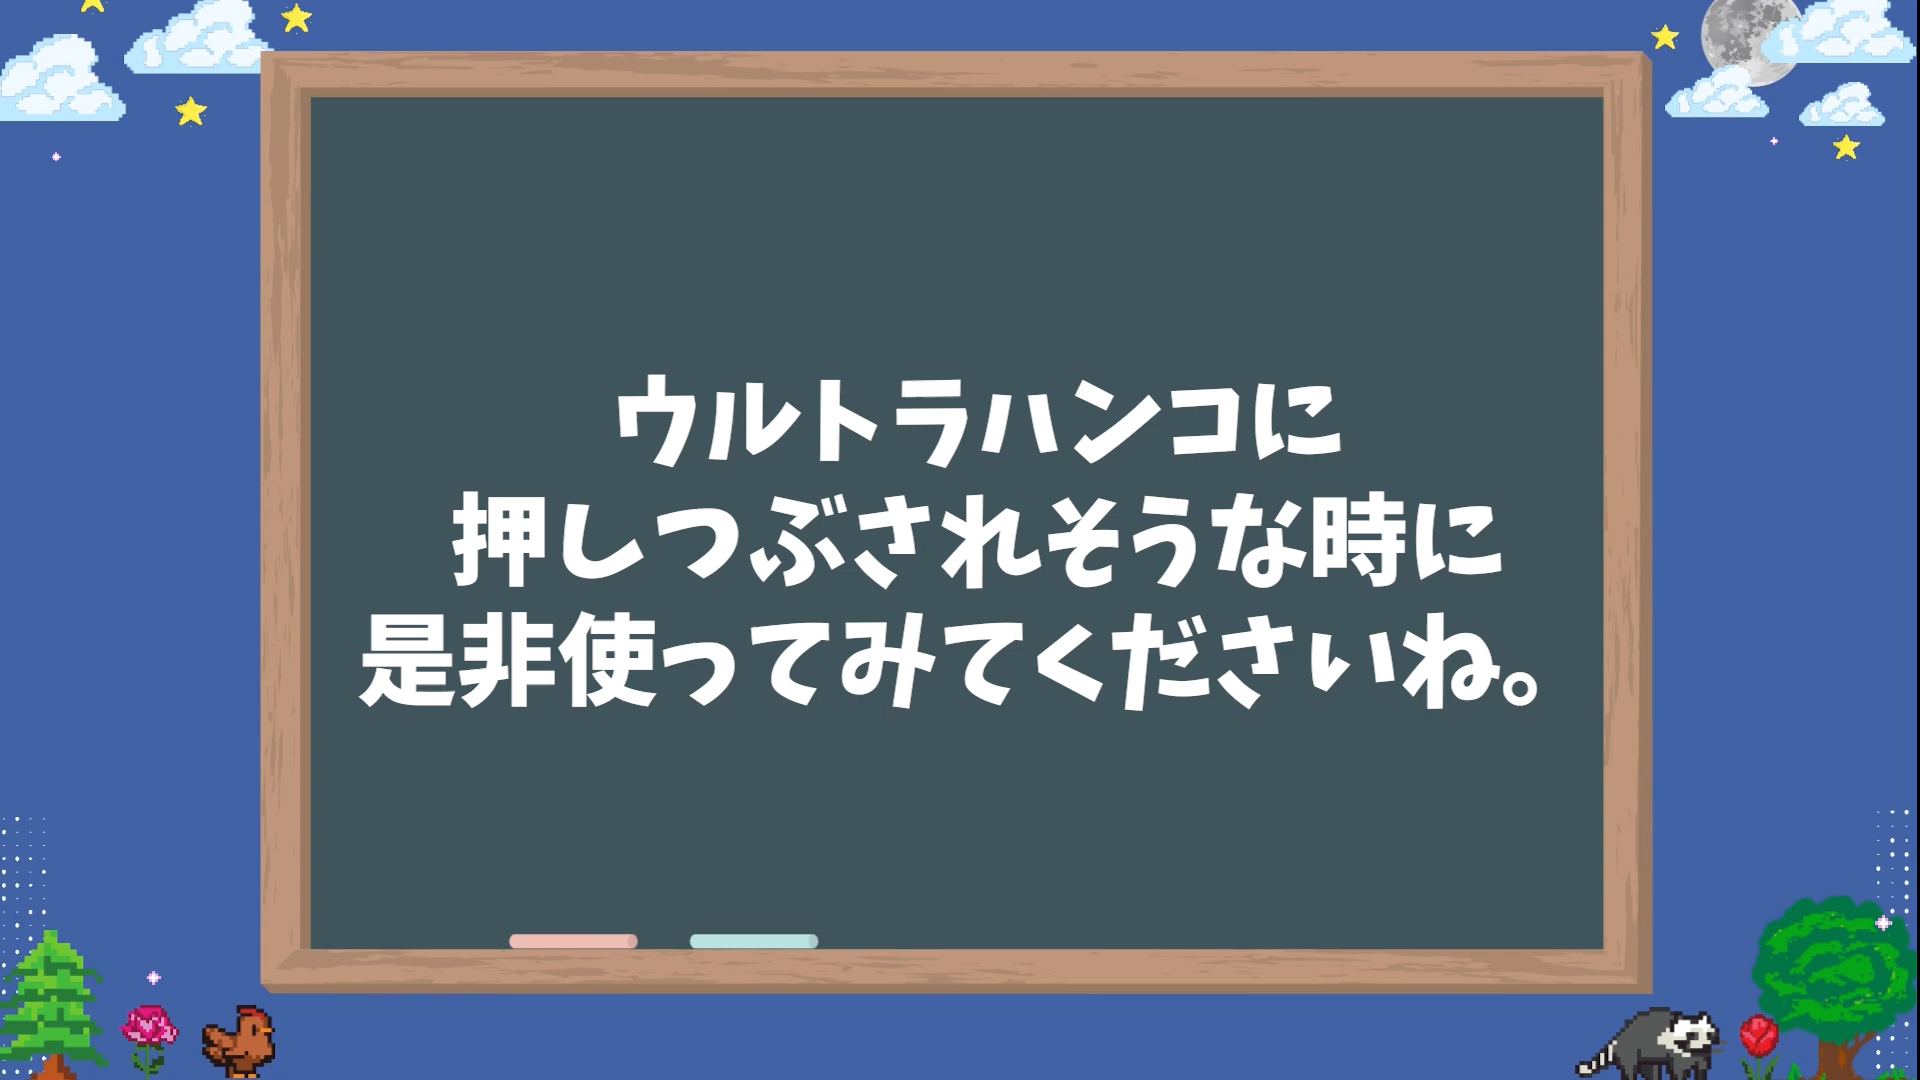 ウルトラハンコに
押しつぶされそうな時に
是非使ってみてくださいね。